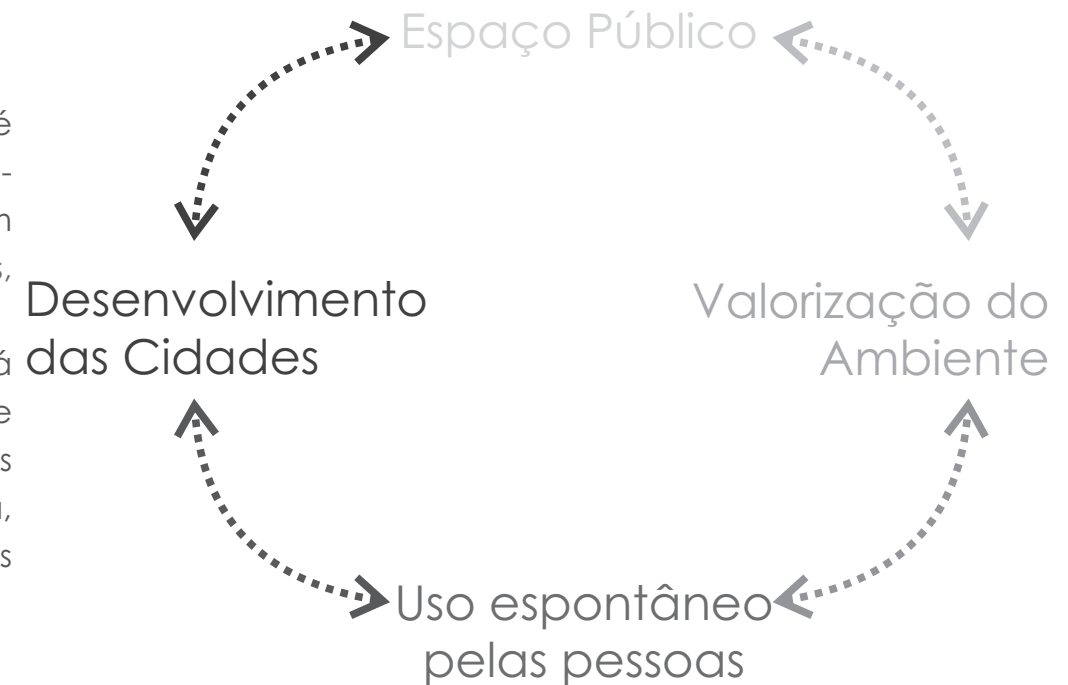 Espaço Público
Desenvolvimento
das Cidades
Valorização do
Ambiente
Uso espontâneo
pelas pessoas